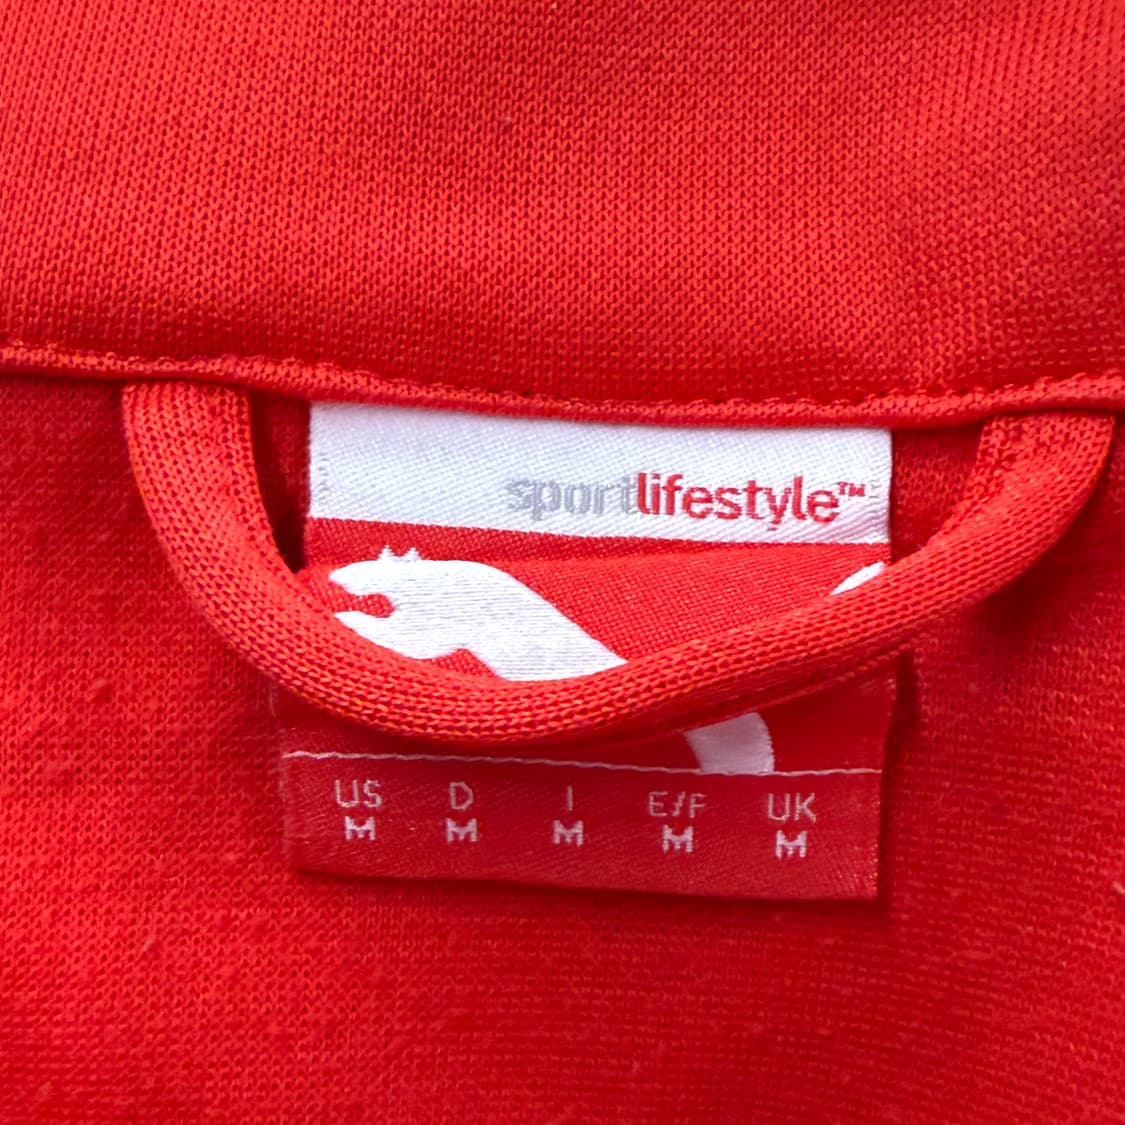 sportlifestyle™
US D I E/F UK
M M M M M